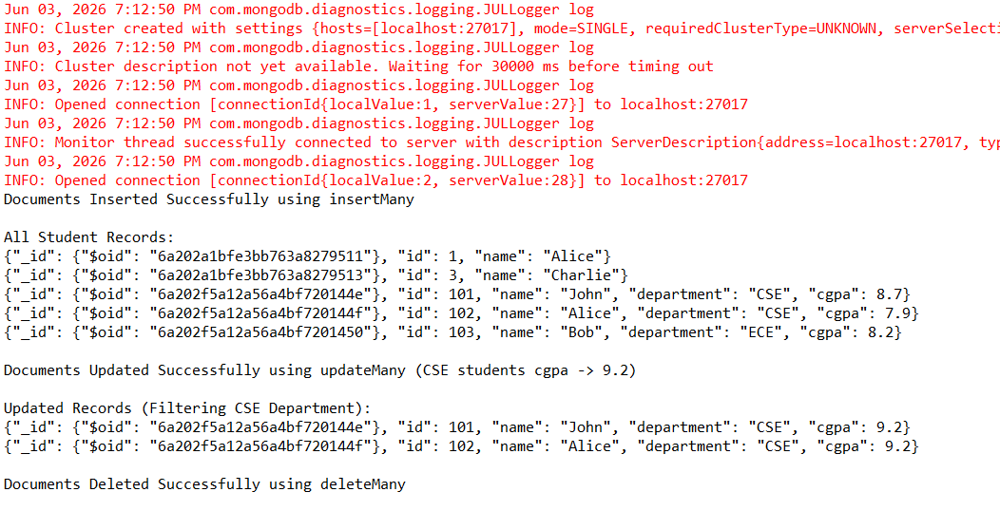 Jun 03, 2026 7:12:50 PM com.mongodb.diagnostics.logging.JULLogger log
INFO: Cluster created with settings {hosts=[localhost:27017], mode=SINGLE, requiredClusterType=UNKNOWN, serverSelecti
Jun 03, 2026 7:12:50 PM com.mongodb.diagnostics.logging.JULLogger log
INFO: Cluster description not yet available. Waiting for 30000 ms before timing out
Jun 03, 2026 7:12:50 PM com.mongodb.diagnostics.logging.JULLogger log
INFO: Opened connection [connectionId{localValue:1, serverValue:27}] to localhost:27017
Jun 03, 2026 7:12:50 PM com.mongodb.diagnostics.logging.JULLogger log
INFO: Monitor thread successfully connected to server with description ServerDescription{address=localhost:27017, typ
Jun 03, 2026 7:12:50 PM com.mongodb.diagnostics.logging.JULLogger log
INFO: Opened connection [connectionId{localValue:2, serverValue:28}] to localhost:27017
Documents Inserted Successfully using insertMany
All Student Records:
{"_id": {"$oid": "6a202a1bfe3bb763a8279511"}, "id": 1, "name": "Alice"}
{"_id": {"$oid": "6a202a1bfe3bb763a8279513"}, "id": 3, "name": "Charlie"}
{"_id": {"$oid": "6a202f5a12a56a4bf720144e"}, "id": 101, "name": "John", "department": "CSE", "cgpa": 8.7}
{"_id": {"$oid": "6a202f5a12a56a4bf720144f"}, "id": 102, "name": "Alice", "department": "CSE", "cgpa": 7.9}
{"_id": {"$oid": "6a202f5a12a56a4bf7201450"}, "id": 103, "name": "Bob", "department": "ECE", "cgpa": 8.2}
Documents Updated Successfully using updateMany (CSE students cgpa -> 9.2)
Updated Records (Filtering CSE Department):
{"_id": {"$oid": "6a202f5a12a56a4bf720144e"}, "id": 101, "name": "John", "department": "CSE", "cgpa": 9.2}
{"_id": {"$oid": "6a202f5a12a56a4bf720144f"}, "id": 102, "name": "Alice", "department": "CSE", "cgpa": 9.2}
Documents Deleted Successfully using deleteMany